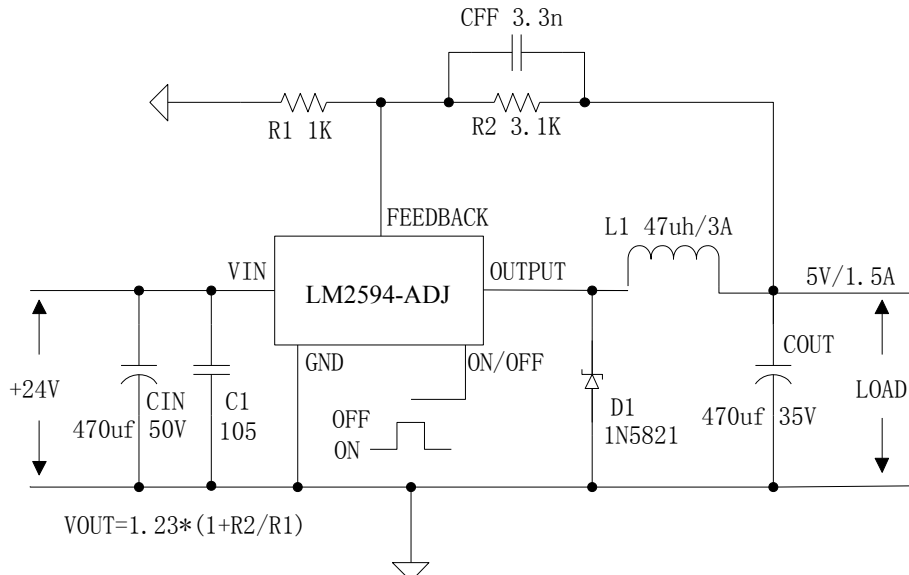 CFF 3.3n
R1 1K
R2 3.1K
FEEDBACK
L1 47uh/3A
VIN
OUTPUT
5V/1.5A
LM2594-ADJ
GND
ON/OFF
COUT
+24V
CIN
C1
OFF
D1
LOAD
470uf
50V
105
ON
1N5821
470uf
35V
VOUT=1.23*(1+R2/R1)